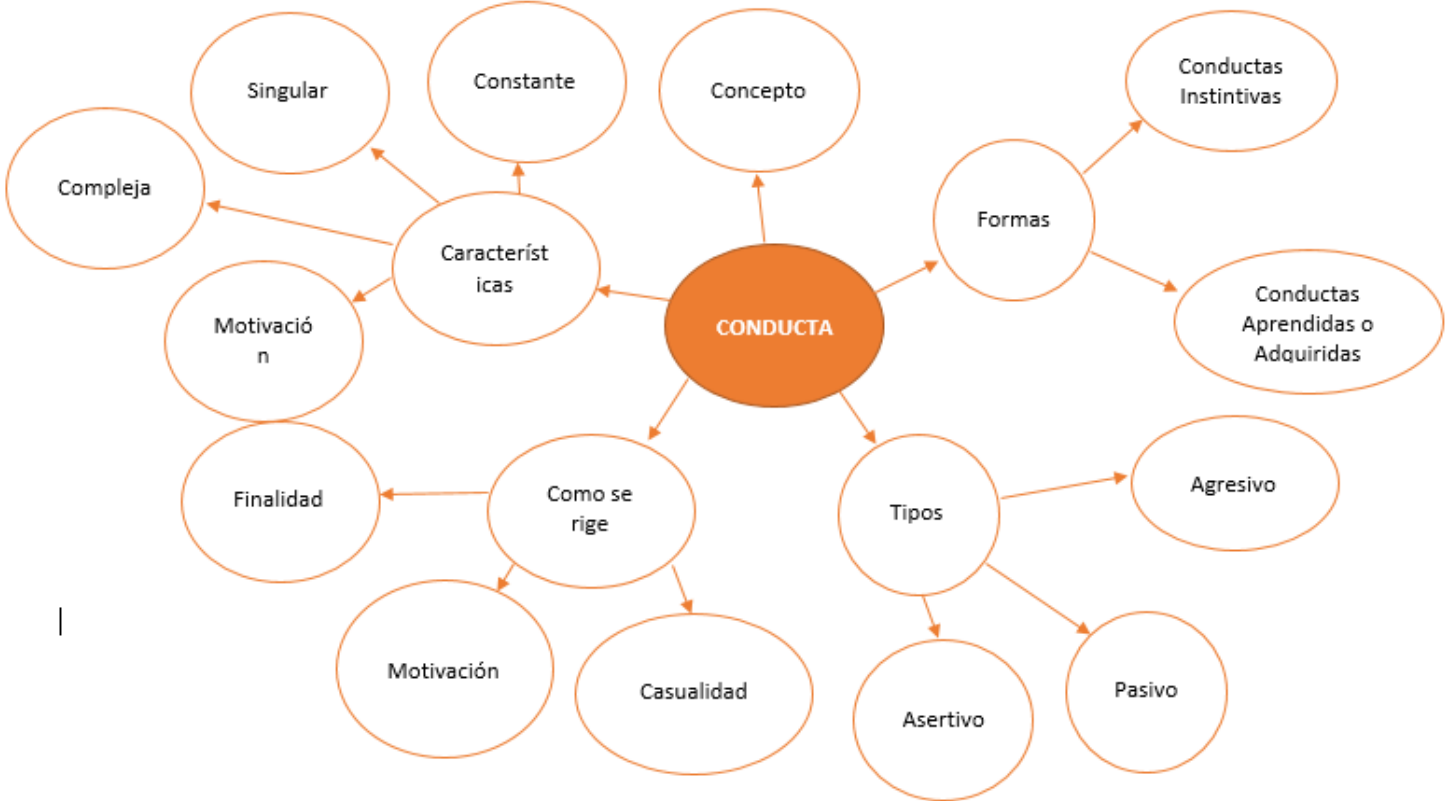 Singular
Constante
Concepto
Conductas
Instintivas
Compleja
Característ
icas
Formas
Motivació
n
CONDUCTA
Conductas
Aprendidas o
Adquiridas
Finalidad
Como se
rige
Tipos
Agresivo
Motivación
Casualidad
Asertivo
Pasivo